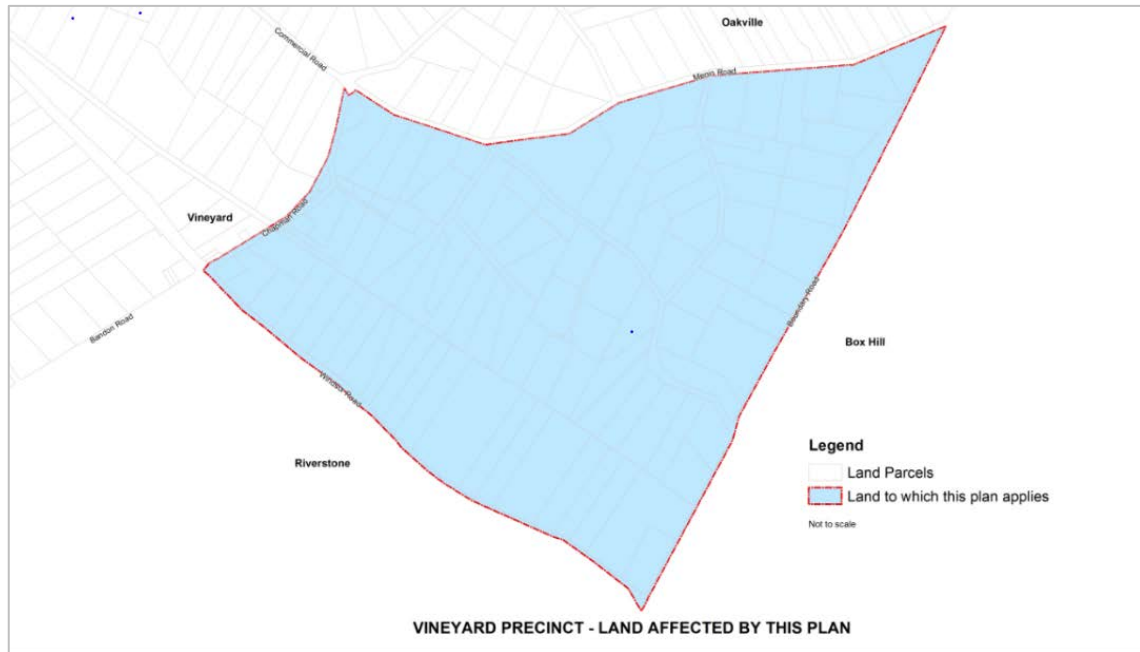 Oakville
Commercial Road
Menin Road
Vineyard
Chapman Road
Boundary Road
Bandon Road
Box Hill
Windsor Road
Riverstone
Legend
Land Parcels
Land to which this plan applies
Not to scale
VINEYARD PRECINCT - LAND AFFECTED BY THIS PLAN